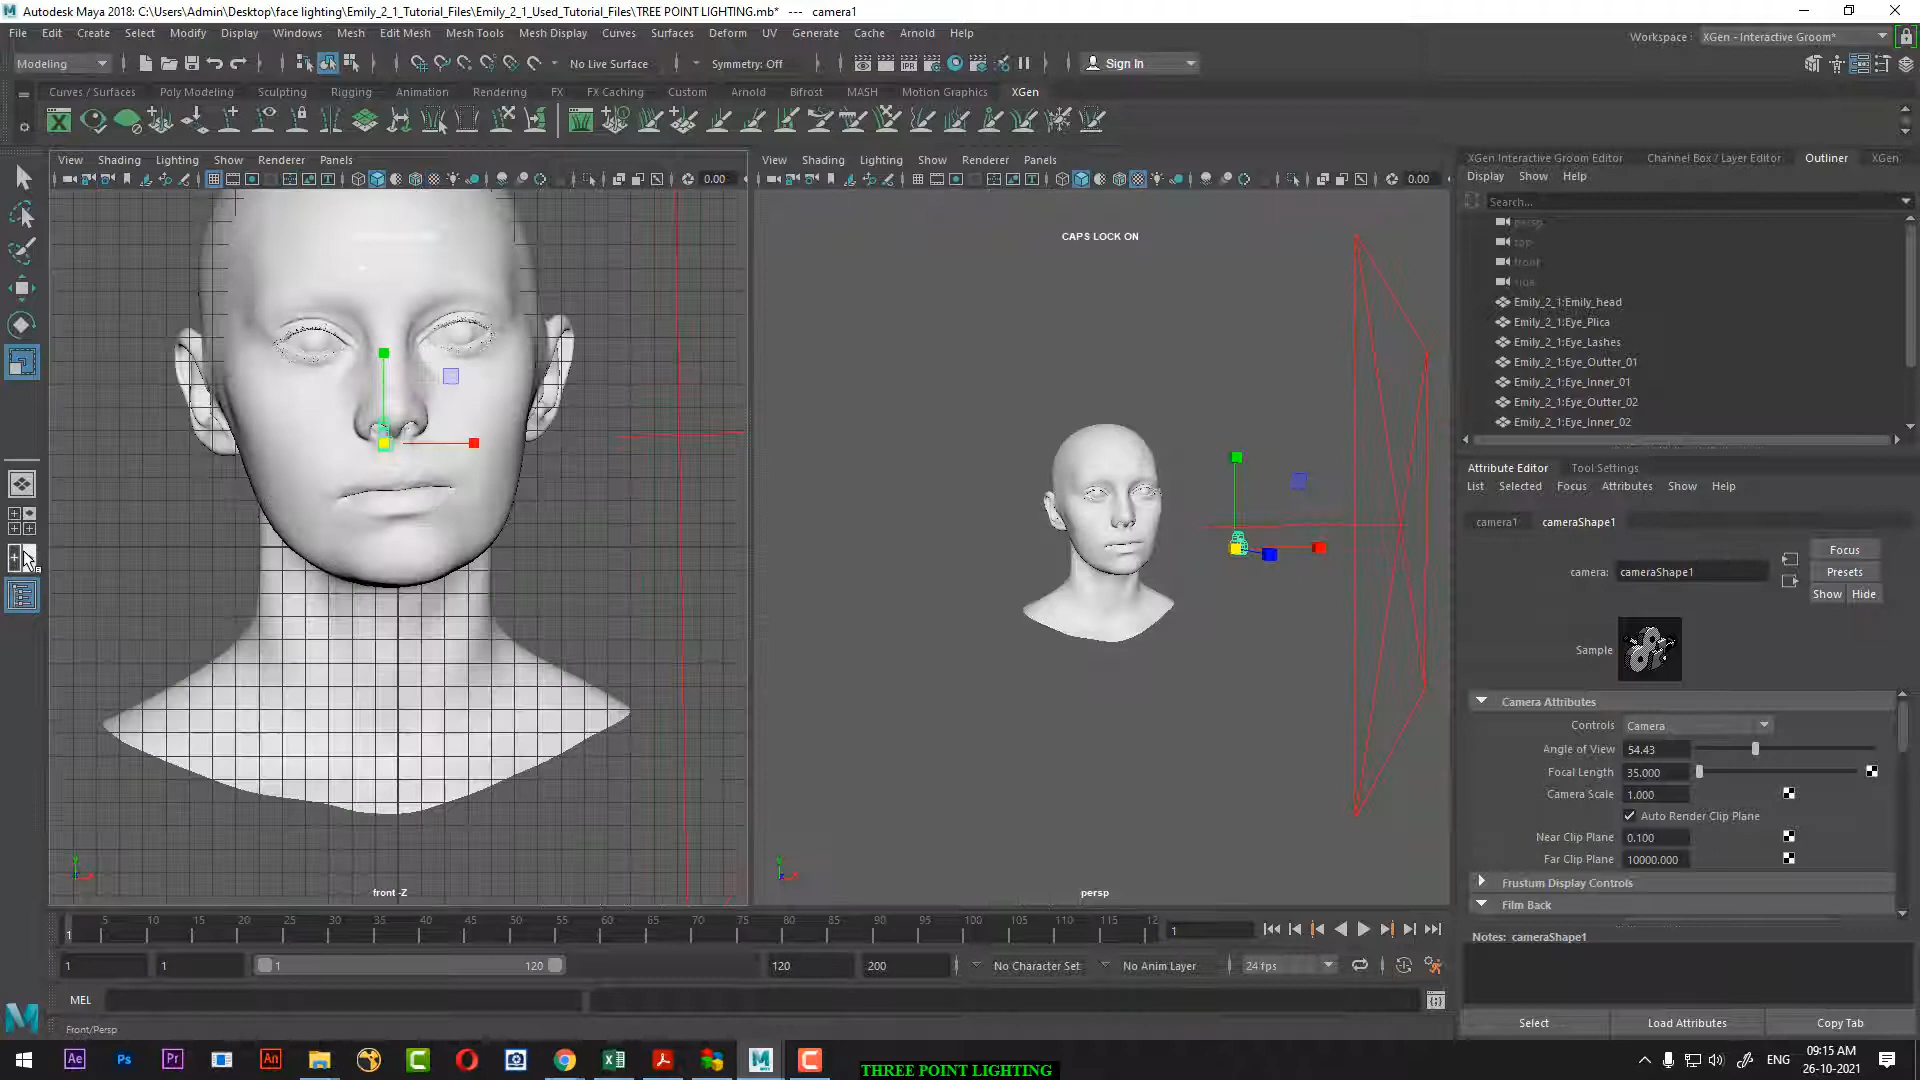 Autodesk Maya 2018: C:\Users\Admin\Desktop\face lighting\Emily_2_1_Tutorial_Files\Emily_2_1_Used_Tutorial_Files\TREE POINT LIGHTING.mb* --- camera1
File Edit Create Select Modify Display Windows Mesh Edit Mesh Mesh Tools Mesh Display Curves Surfaces Deform UV Generate Cache Arnold Help
Workspace : XGen - Interactive Groom*
Modeling No Live Surface Symmetry: Off Sign In
Curves / Surfaces Poly Modeling Sculpting Rigging Animation Rendering FX FX Caching Custom Arnold Bifrost MASH Motion Graphics XGen
View Shading Lighting Show Renderer Panels
0.00
front -Z
View Shading Lighting Show Renderer Panels
0.00
CAPS LOCK ON
persp
XGen Interactive Groom Editor Channel Box / Layer Editor Outliner XGen
Display Show Help
Search...
persp
top
front
side
Emily_2_1:Emily_head
Emily_2_1:Eye_Plica
Emily_2_1:Eye_Lashes
Emily_2_1:Eye_Outter_01
Emily_2_1:Eye_Inner_01
Emily_2_1:Eye_Outter_02
Emily_2_1:Eye_Inner_02
Attribute Editor Tool Settings
List Selected Focus Attributes Show Help
camera1 cameraShape1
Focus
camera: cameraShape1 Presets
Show Hide
Sample
Camera Attributes
Controls Camera
Angle of View 54.43
Focal Length 35.000
Camera Scale 1.000
Auto Render Clip Plane
Near Clip Plane 0.100
Far Clip Plane 10000.000
Frustum Display Controls
Film Back
Notes: cameraShape1
Select Load Attributes Copy Tab
5 10 15 20 25 30 35 40 45 50 55 60 65 70 75 80 85 90 95 100 105 110 115 12
1 1
1 1 1 120 120 200 No Character Set No Anim Layer 24 fps
MEL
Front/Persp
Ae Ps Pr An ENG 09:15 AM
26-10-2021
THREE POINT LIGHTING